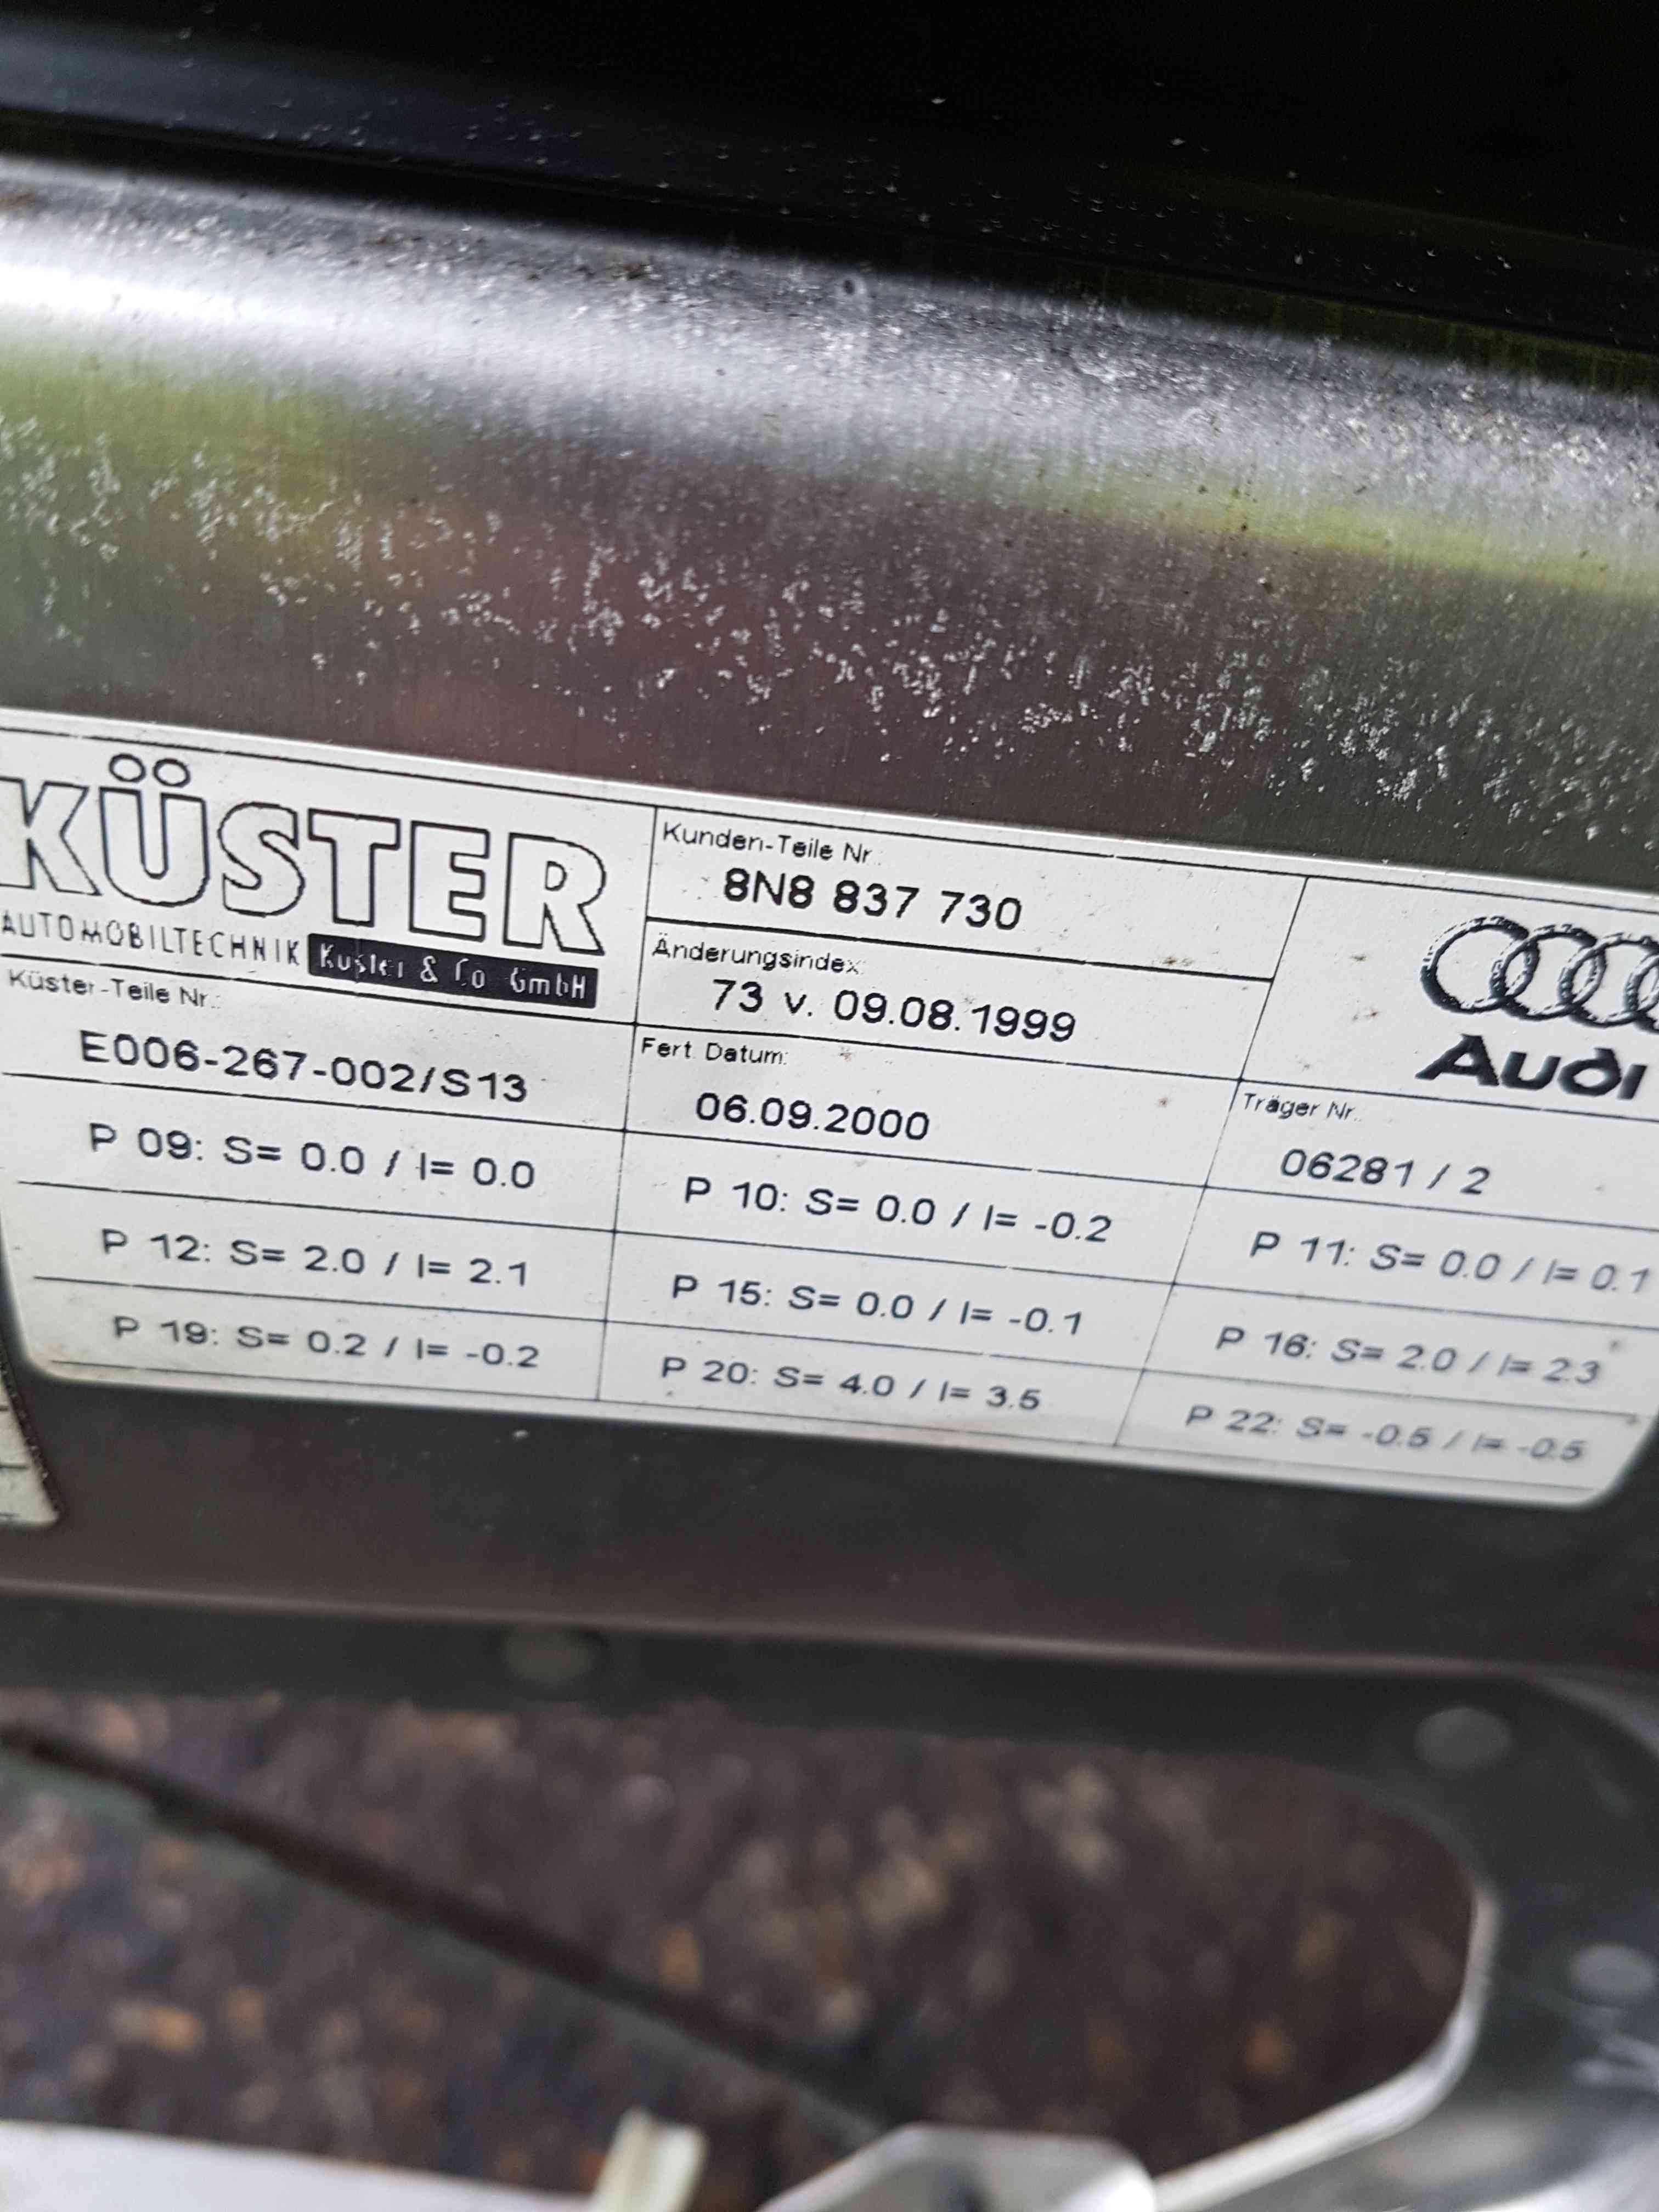 KÜSTER
AUTOMOBILTECHNIK Küster & Co GmbH
Küster-Teile Nr.:
E006-267-002/S13
Kunden-Teile Nr.:
8N8 837 730
Änderungsindex:
73 v. 09.08.1999
Fert. Datum:
06.09.2000
Audi
Träger Nr.
06281 / 2
P 09: S= 0.0 / I= 0.0
P 10: S= 0.0 / I= -0.2
P 11: S= 0.0 / I= 0.1
P 12: S= 2.0 / I= 2.1
P 15: S= 0.0 / I= -0.1
P 16: S= 2.0 / I= 2.3
P 19: S= 0.2 / I= -0.2
P 20: S= 4.0 / I= 3.5
P 22: S= -0.5 / I= -0.5